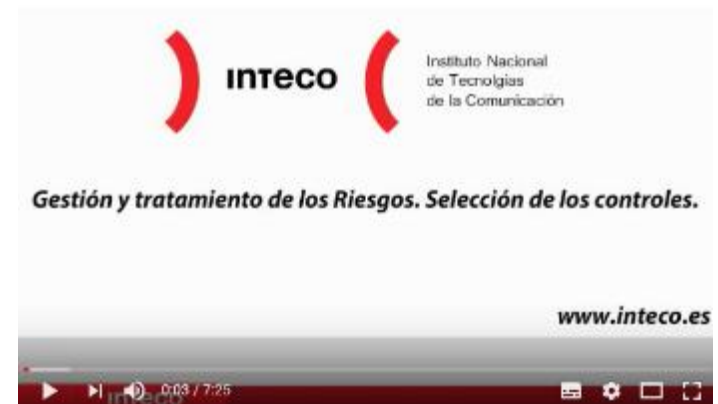 INTECO
Instituto Nacional
de Tecnolgias
de la Comunicación
Gestión y tratamiento de los Riesgos. Selección de los controles.
www.inteco.es
0:03 / 7:25
inteco